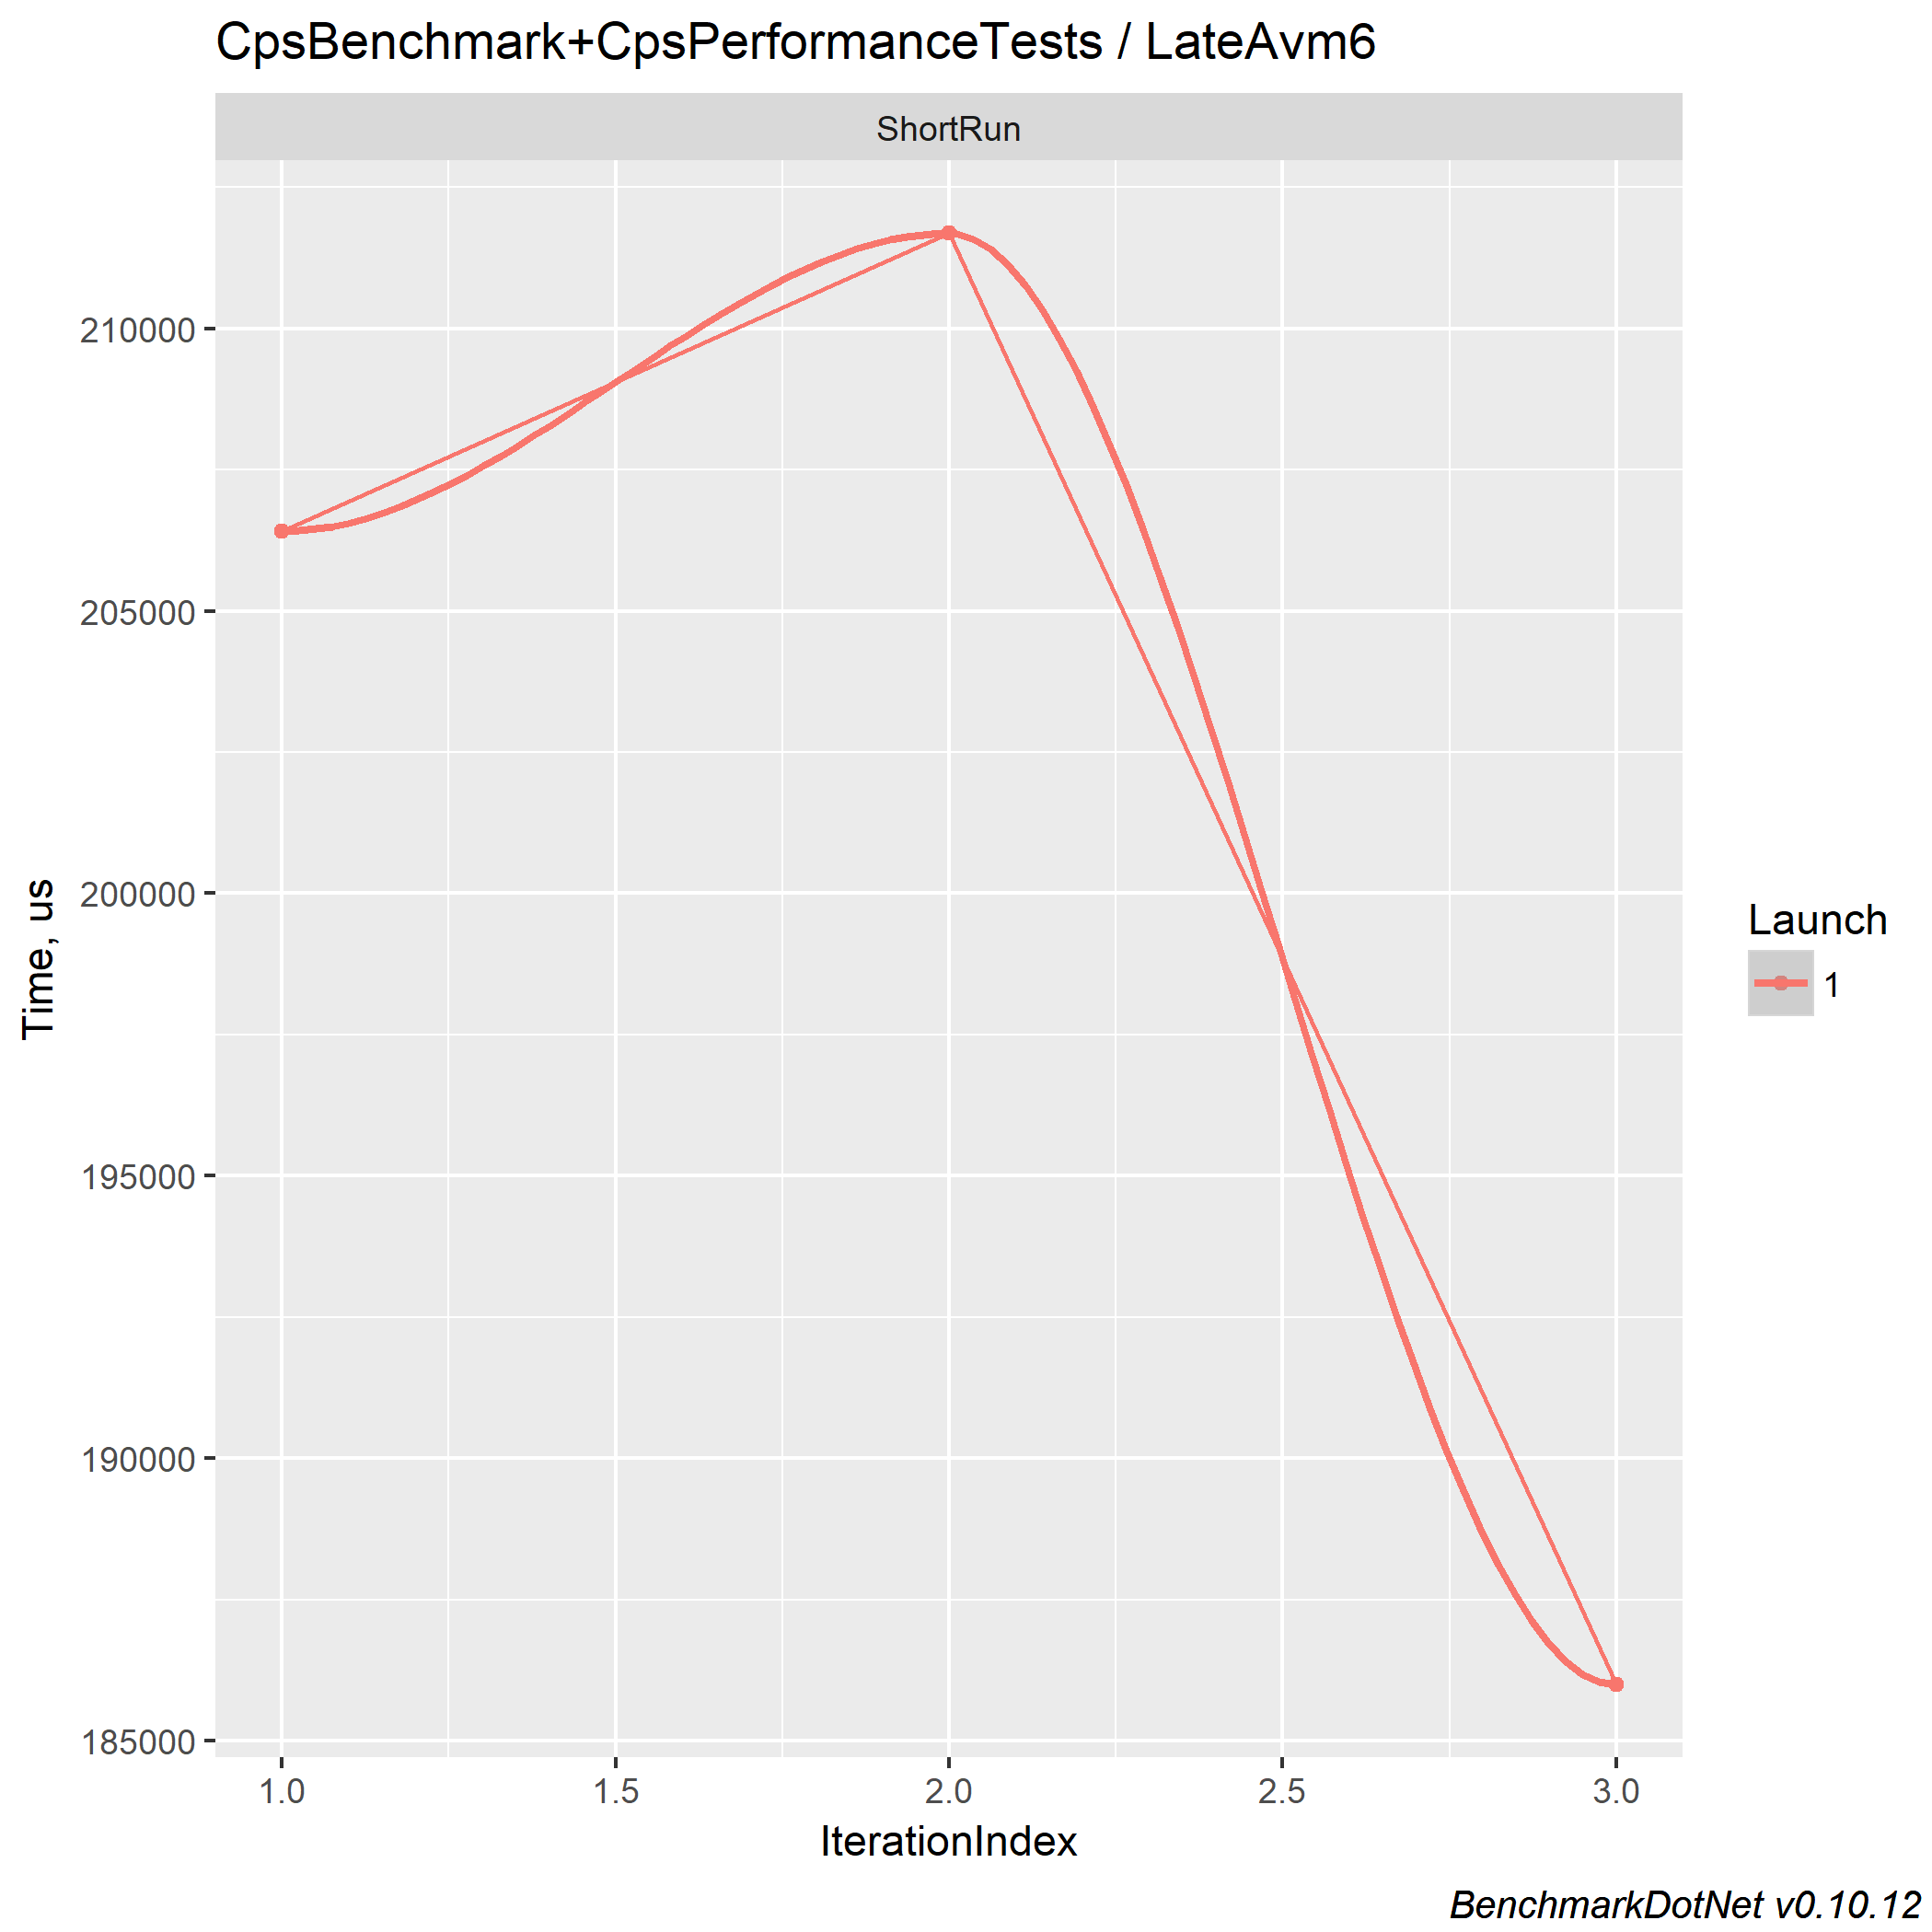 CpsBenchmark+CpsPerformanceTests / LateAvm6
ShortRun
210000
205000
200000
195000
190000
185000
Time, us
1.0 1.5 2.0 2.5 3.0
IterationIndex
Launch
1
BenchmarkDotNet v0.10.12